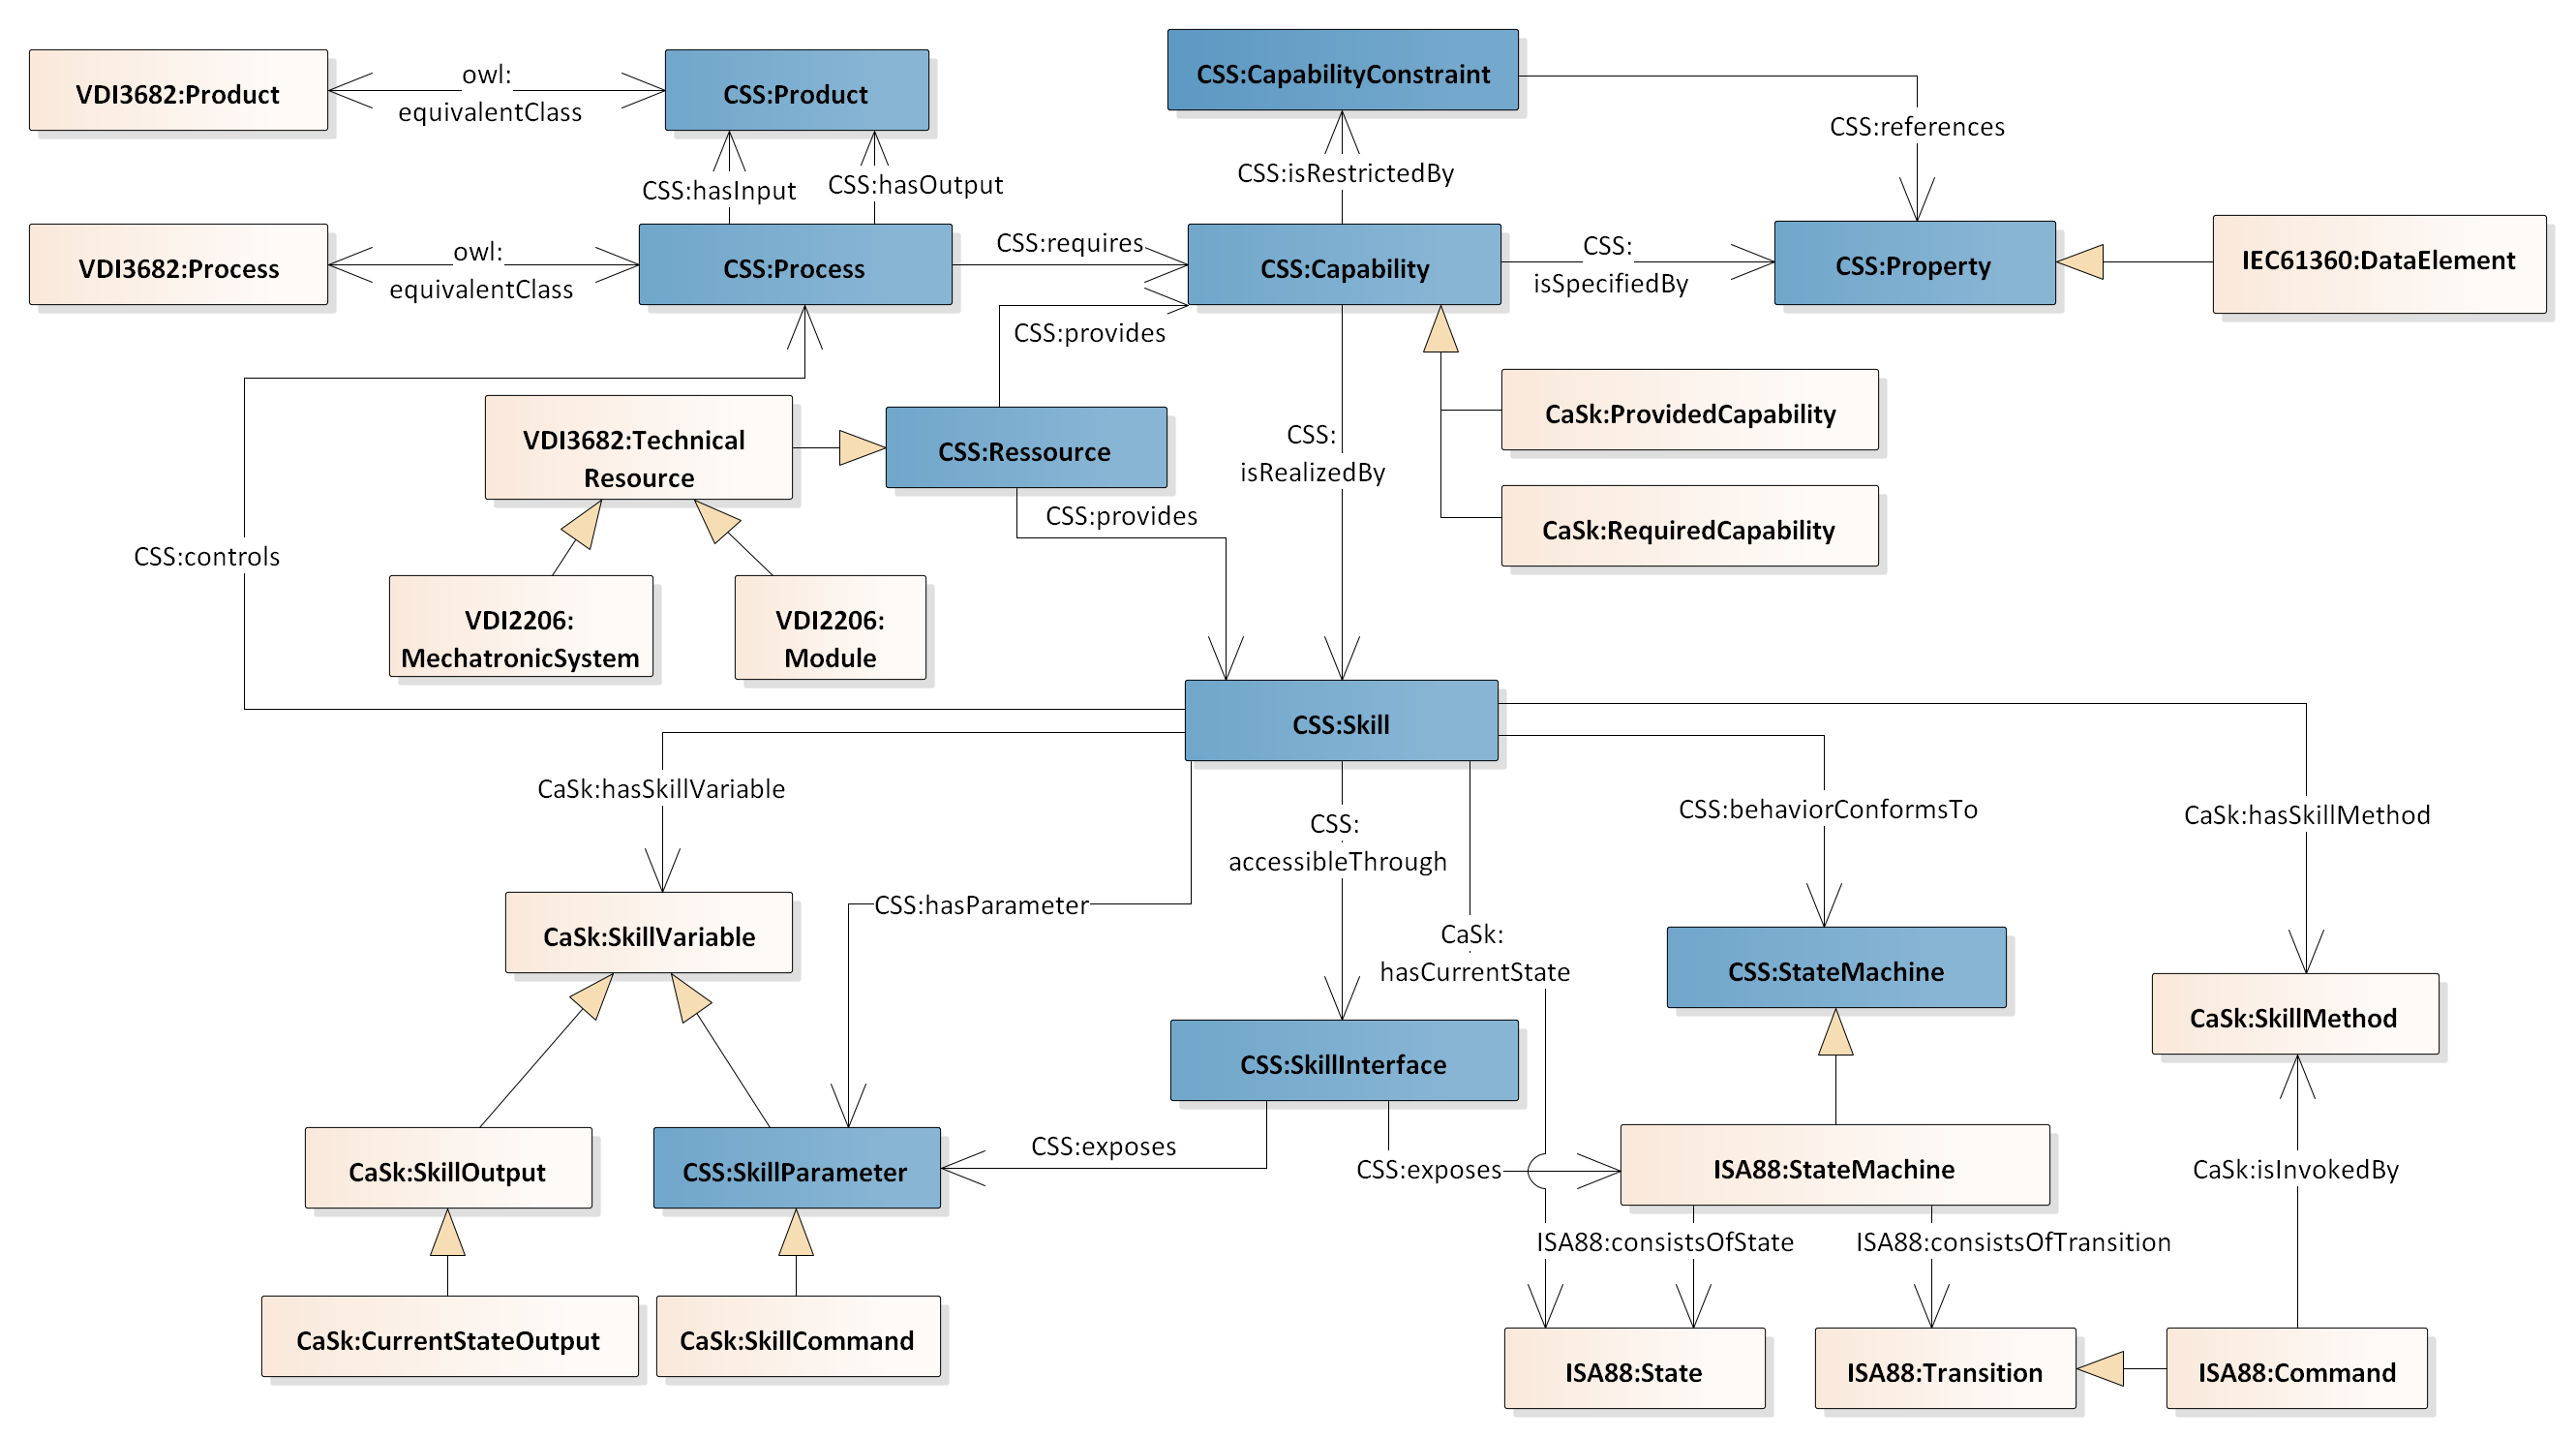 CSS:CapabilityConstraint
VDI3682:Product
owl:
equivalentClass
CSS:Product
CSS:references
CSS:isRestrictedBy
CSS:hasInput
CSS:hasOutput
VDI3682:Process
owl:
equivalentClass
CSS:Process
CSS:requires
CSS:Capability
CSS:
isSpecifiedBy
CSS:Property
IEC61360:DataElement
CSS:provides
CaSk:ProvidedCapability
VDI3682:Technical
Resource
CSS:Ressource
CSS:
isRealizedBy
CSS:provides
CaSk:RequiredCapability
CSS:controls
VDI2206:
MechatronicSystem
VDI2206:
Module
CSS:Skill
CaSk:hasSkillVariable
CSS:
accessibleThrough
CSS:behaviorConformsTo
CaSk:hasSkillMethod
CSS:hasParameter
CaSk:SkillVariable
CaSk:
hasCurrentState
CSS:StateMachine
CaSk:SkillMethod
CSS:SkillInterface
CSS:exposes
CaSk:SkillOutput
CSS:SkillParameter
CSS:exposes
ISA88:StateMachine
CaSk:isInvokedBy
ISA88:consistsOfState
ISA88:consistsOfTransition
CaSk:CurrentStateOutput
CaSk:SkillCommand
ISA88:State
ISA88:Transition
ISA88:Command